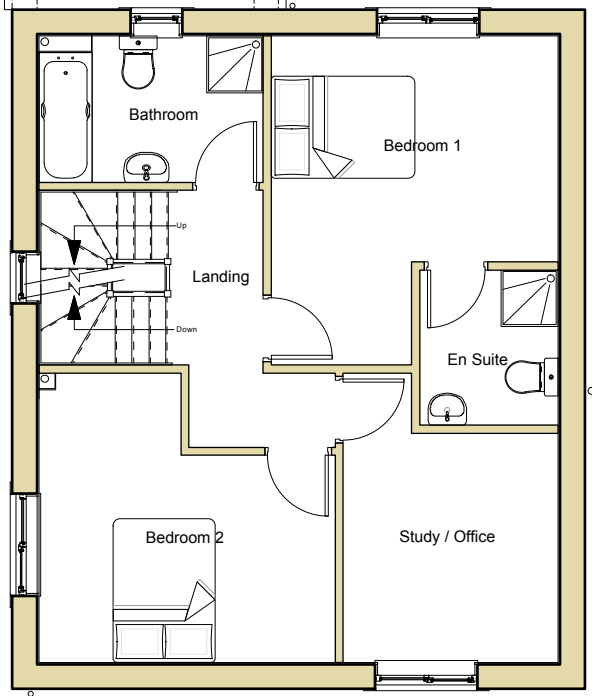 Bathroom
Bedroom 1
Up
Landing
Down
En Suite
Bedroom 2
Study / Office